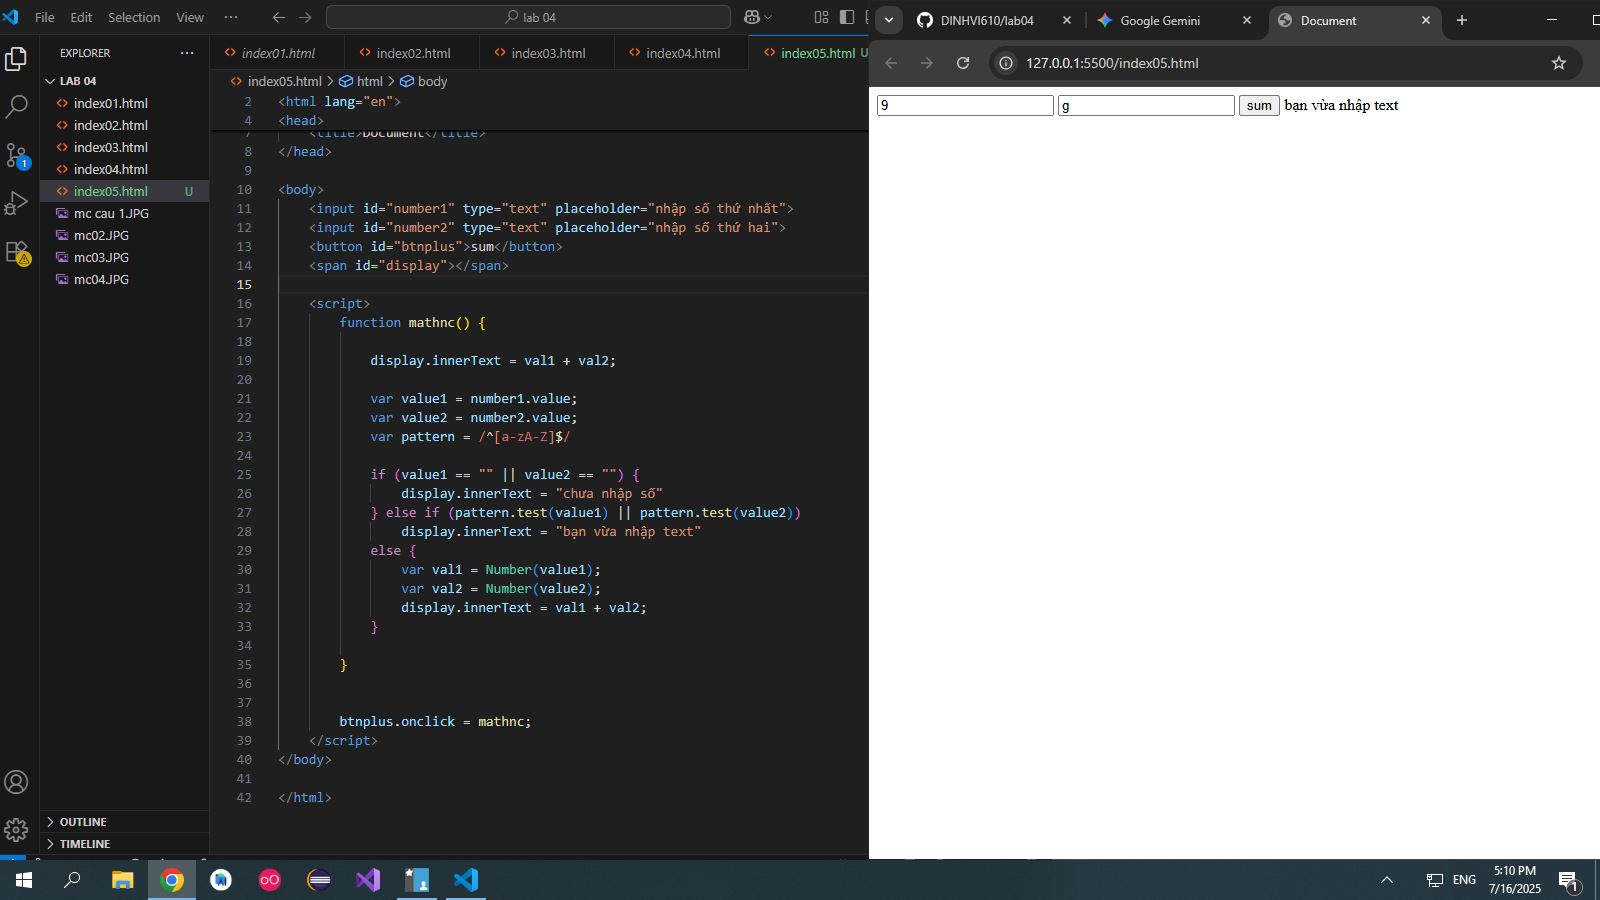 File Edit Selection View ··· lab 04
EXPLORER ···
LAB 04
index01.html
index02.html
index03.html
index04.html
index05.html U
mc cau 1.JPG
mc02.JPG
mc03.JPG
mc04.JPG
OUTLINE
TIMELINE
1
index01.html index02.html index03.html index04.html index05.html U
index05.html > html > body
2 <html lang="en">
4 <head>
7 <title>Document</title>
8 </head>
9
10 <body>
11 <input id="number1" type="text" placeholder="nhập số thứ nhất">
12 <input id="number2" type="text" placeholder="nhập số thứ hai">
13 <button id="btnplus">sum</button>
14 <span id="display"></span>
15
16 <script>
17 function mathnc() {
18
19 display.innerText = val1 + val2;
20
21 var value1 = number1.value;
22 var value2 = number2.value;
23 var pattern = /^[a-zA-Z]$/
24
25 if (value1 == "" || value2 == "") {
26 display.innerText = "chưa nhập số"
27 } else if (pattern.test(value1) || pattern.test(value2))
28 display.innerText = "bạn vừa nhập text"
29 else {
30 var val1 = Number(value1);
31 var val2 = Number(value2);
32 display.innerText = val1 + val2;
33 }
34
35 }
36
37
38 btnplus.onclick = mathnc;
39 </script>
40 </body>
41
42 </html>
DINHVI610/lab04 Google Gemini Document
127.0.0.1:5500/index05.html
9 g sum bạn vừa nhập text
ENG
5:10 PM
7/16/2025
1